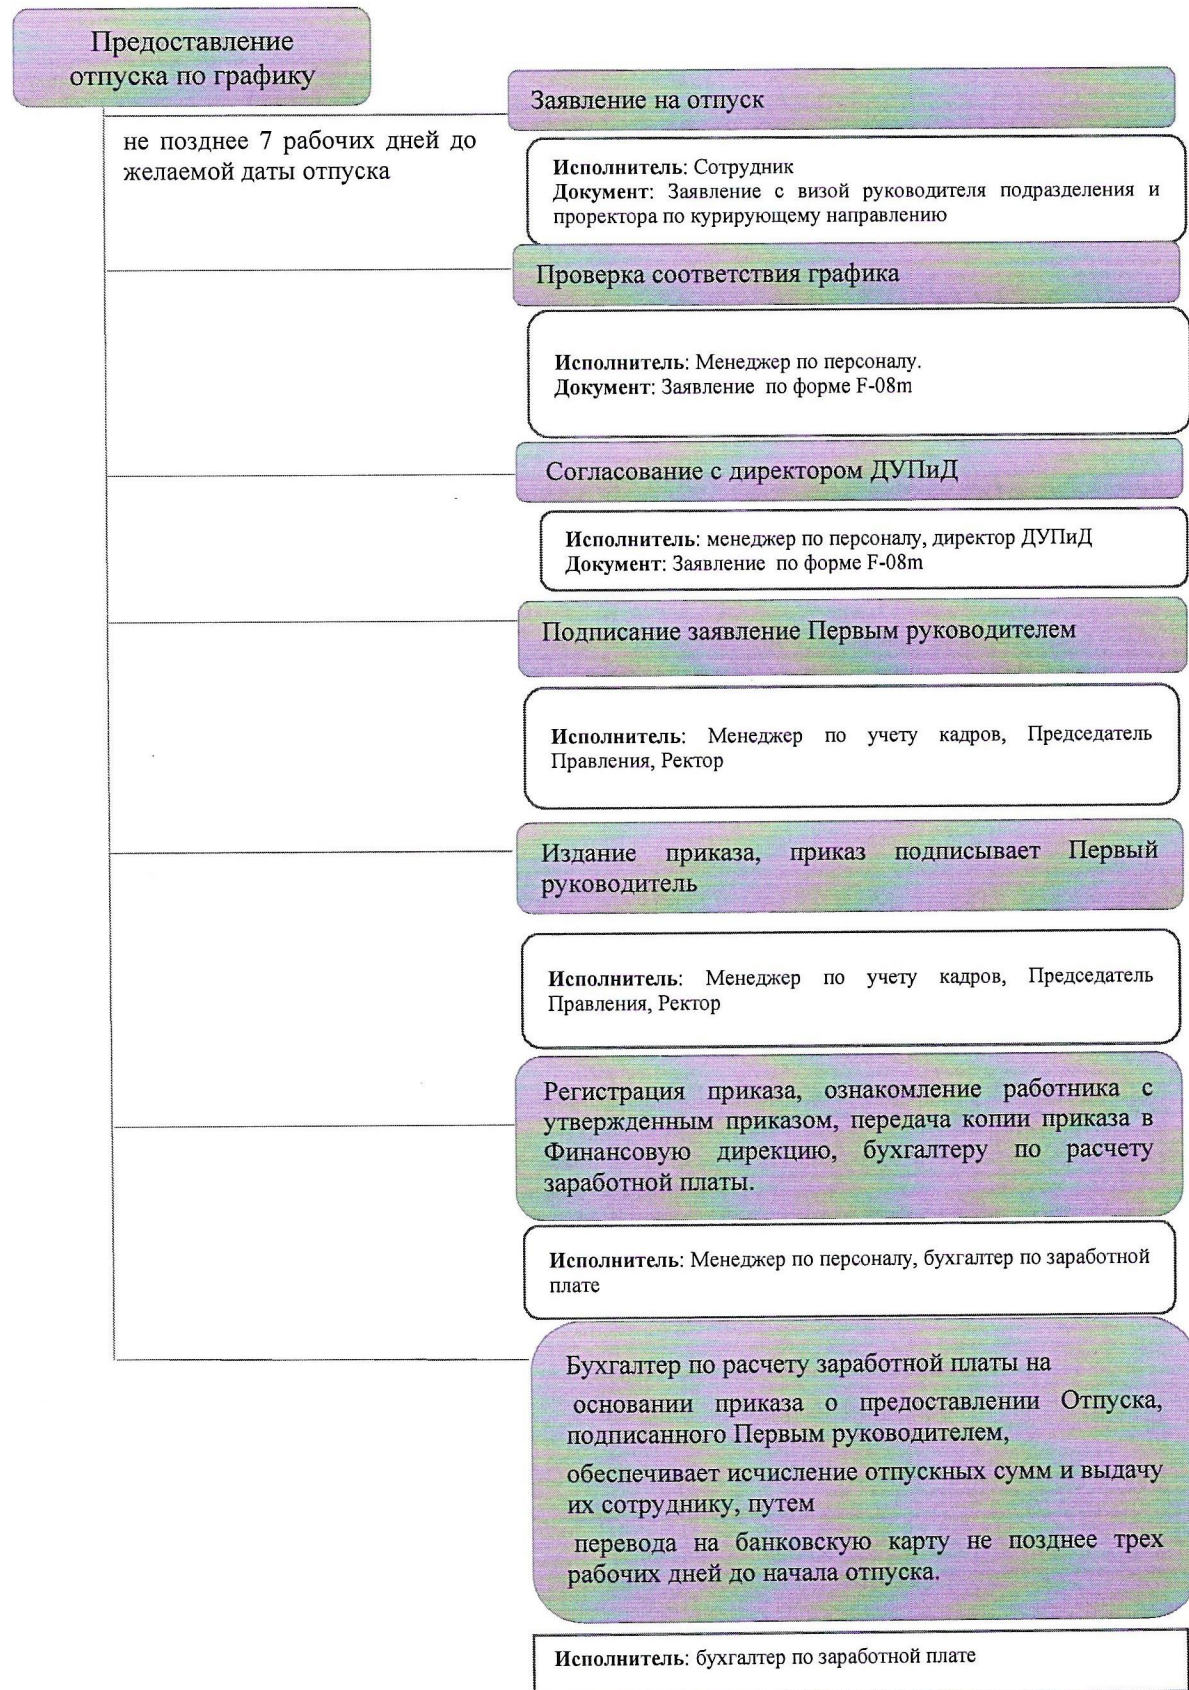 Предоставление
отпуска по графику
Заявление на отпуск
не позднее 7 рабочих дней до
желаемой даты отпуска
Исполнитель: Сотрудник
Документ: Заявление с визой руководителя подразделения и
проректора по курирующему направлению
Проверка соответствия графика
Исполнитель: Менеджер по персоналу.
Документ: Заявление по форме F-08m
Согласование с директором ДУПиД
Исполнитель: менеджер по персоналу, директор ДУПиД
Документ: Заявление по форме F-08m
Подписание заявление Первым руководителем
Исполнитель: Менеджер по учету кадров, Председатель
Правления, Ректор
Издание приказа, приказ подписывает Первый
руководитель
Исполнитель: Менеджер по учету кадров, Председатель
Правления, Ректор
Регистрация приказа, ознакомление работника с
утвержденным приказом, передача копии приказа в
Финансовую дирекцию, бухгалтеру по расчету
заработной платы.
Исполнитель: Менеджер по персоналу, бухгалтер по заработной
плате
Бухгалтер по расчету заработной платы на
основании приказа о предоставлении Отпуска,
подписанного Первым руководителем,
обеспечивает исчисление отпускных сумм и выдачу
их сотруднику, путем
перевода на банковскую карту не позднее трех
рабочих дней до начала отпуска.
Исполнитель: бухгалтер по заработной плате